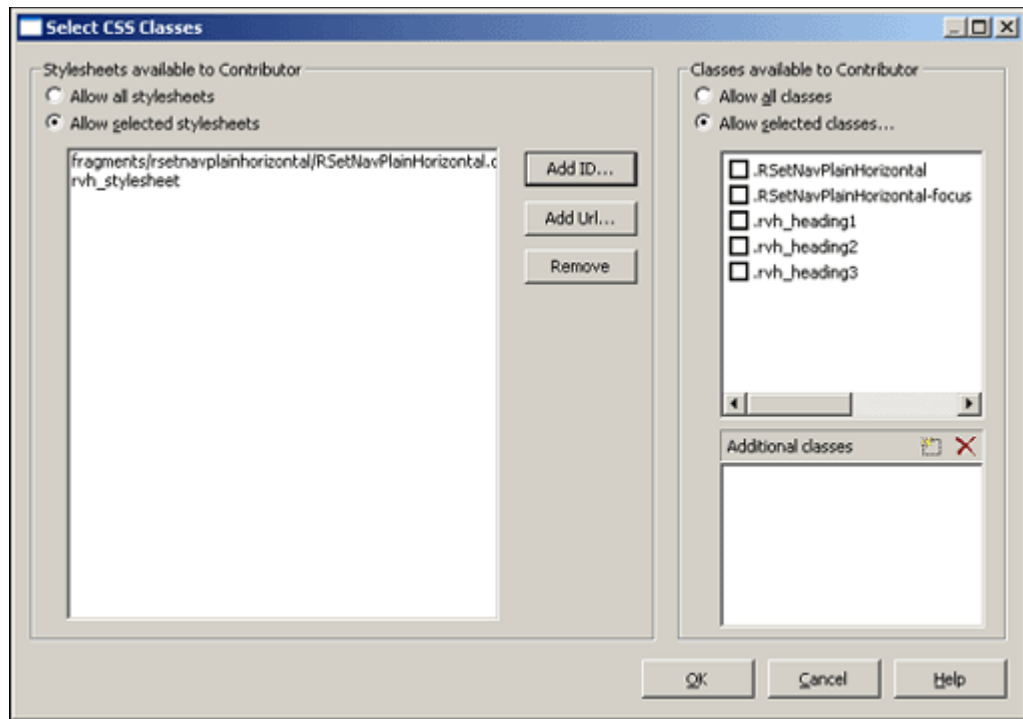 Select CSS Classes
Stylesheets available to Contributor
Allow all stylesheets
Allow selected stylesheets
fragments/rsetnavplainhorizontal/RSetNavPlainHorizontal.c
rvh_stylesheet
Add ID...
Add Url...
Remove
Classes available to Contributor
Allow all classes
Allow selected classes...
.RSetNavPlainHorizontal
.RSetNavPlainHorizontal-focus
.rvh_heading1
.rvh_heading2
.rvh_heading3
Additional classes
OK
Cancel
Help